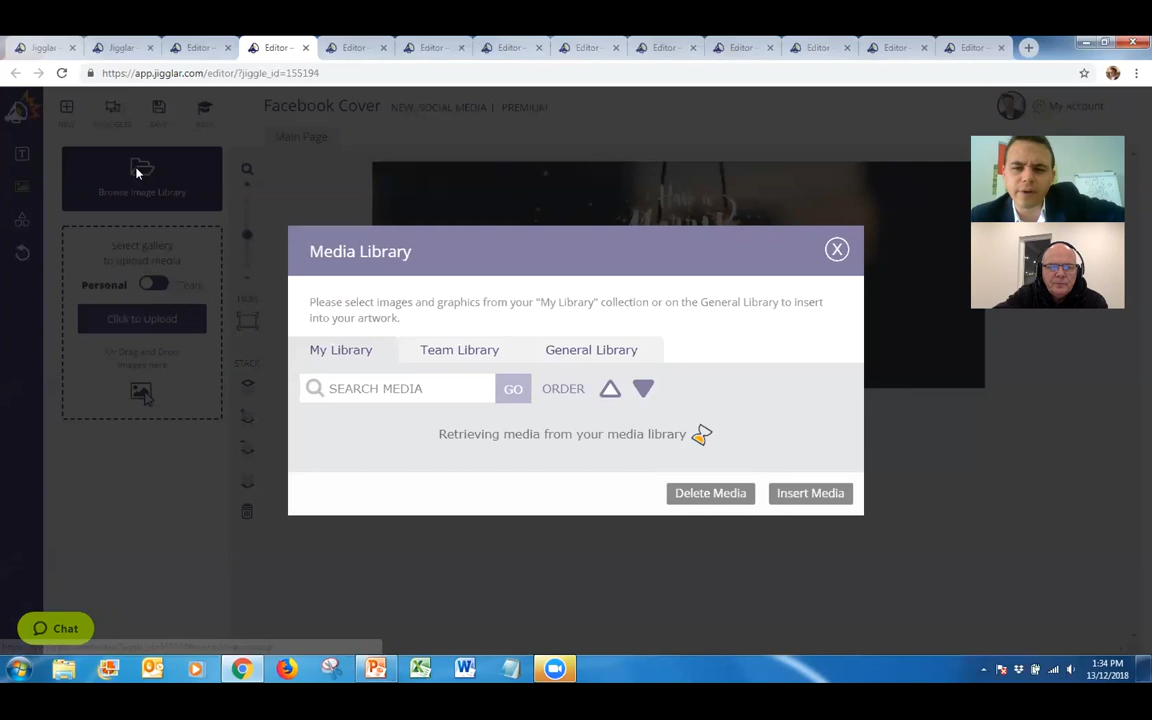 Jigglar
Jigglar –
Editor –
Editor –
Editor –
Editor –
Editor –
Editor –
Editor –
Editor –
Editor
Editor –
Editor –
https://app.jigglar.com/editor/?jiggle_id=155194
Facebook Cover
NEW, SOCIAL MEDIA | PREMIUM
My Account
NEW
SAVE
Main Page
Browse Image Library
Have a
Select gallery
to upload media
Personal
Team
Click to Upload
Drag and Drop
images here
STACK
Media Library
X
Please select images and graphics from your "My Library" collection or on the General Library to insert
into your artwork.
My Library
Team Library
General Library
SEARCH MEDIA
GO
ORDER
Retrieving media from your media library
Delete Media
Insert Media
Chat
1:34 PM
13/12/2018